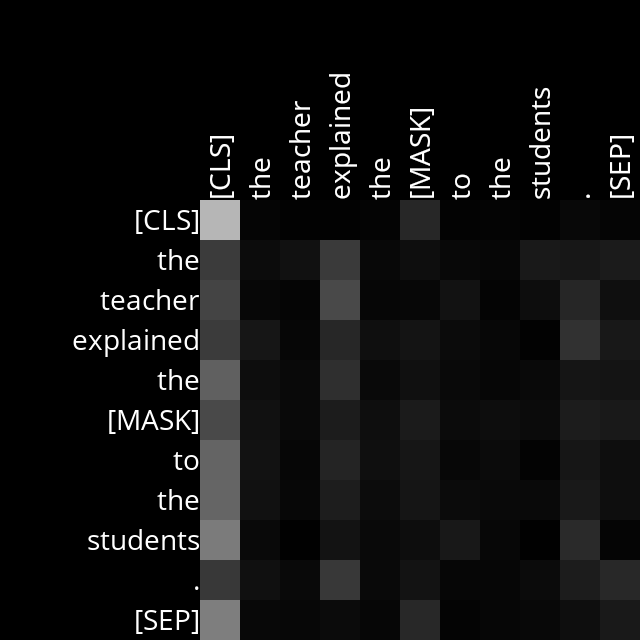 [CLS]
the
teacher
explained
the
[MASK]
to
the
students
.
[SEP]
[CLS]
the
teacher
explained
the
[MASK]
to
the
students
.
[SEP]